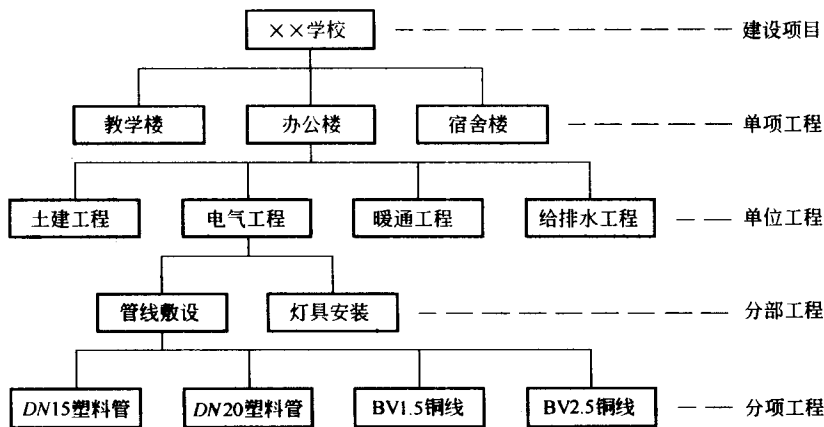 ××学校 建设项目
教学楼 办公楼 宿舍楼 单项工程
土建工程 电气工程 暖通工程 给排水工程 单位工程
管线敷设 灯具安装 分部工程
DN15塑料管 DN20塑料管 BV1.5铜线 BV2.5铜线 分项工程